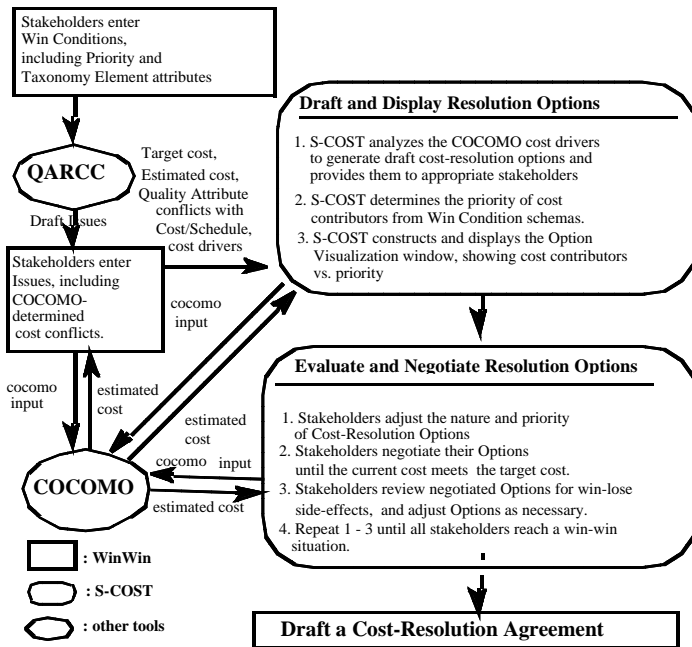 Stakeholders enter
Win Conditions,
including Priority and
Taxonomy Element attributes
QARCC
Draft Issues
Target cost,
Estimated cost,
Quality Attribute
conflicts with
Cost/Schedule,
cost drivers
Stakeholders enter
Issues, including
COCOMO-
determined
cost conflicts.
cocomo
input
cocomo
input
estimated
cost
estimated
cost
cocomo input
COCOMO
estimated cost
Draft and Display Resolution Options
1. S-COST analyzes the COCOMO cost drivers
to generate draft cost-resolution options and
provides them to appropriate stakeholders
2. S-COST determines the priority of cost
contributors from Win Condition schemas.
3. S-COST constructs and displays the Option
Visualization window, showing cost contributors
vs. priority
Evaluate and Negotiate Resolution Options
1. Stakeholders adjust the nature and priority
of Cost-Resolution Options
2. Stakeholders negotiate their Options
until the current cost meets the target cost.
3. Stakeholders review negotiated Options for win-lose
side-effects, and adjust Options as necessary.
4. Repeat 1 - 3 until all stakeholders reach a win-win
situation.
Draft a Cost-Resolution Agreement
: WinWin
: S-COST
: other tools